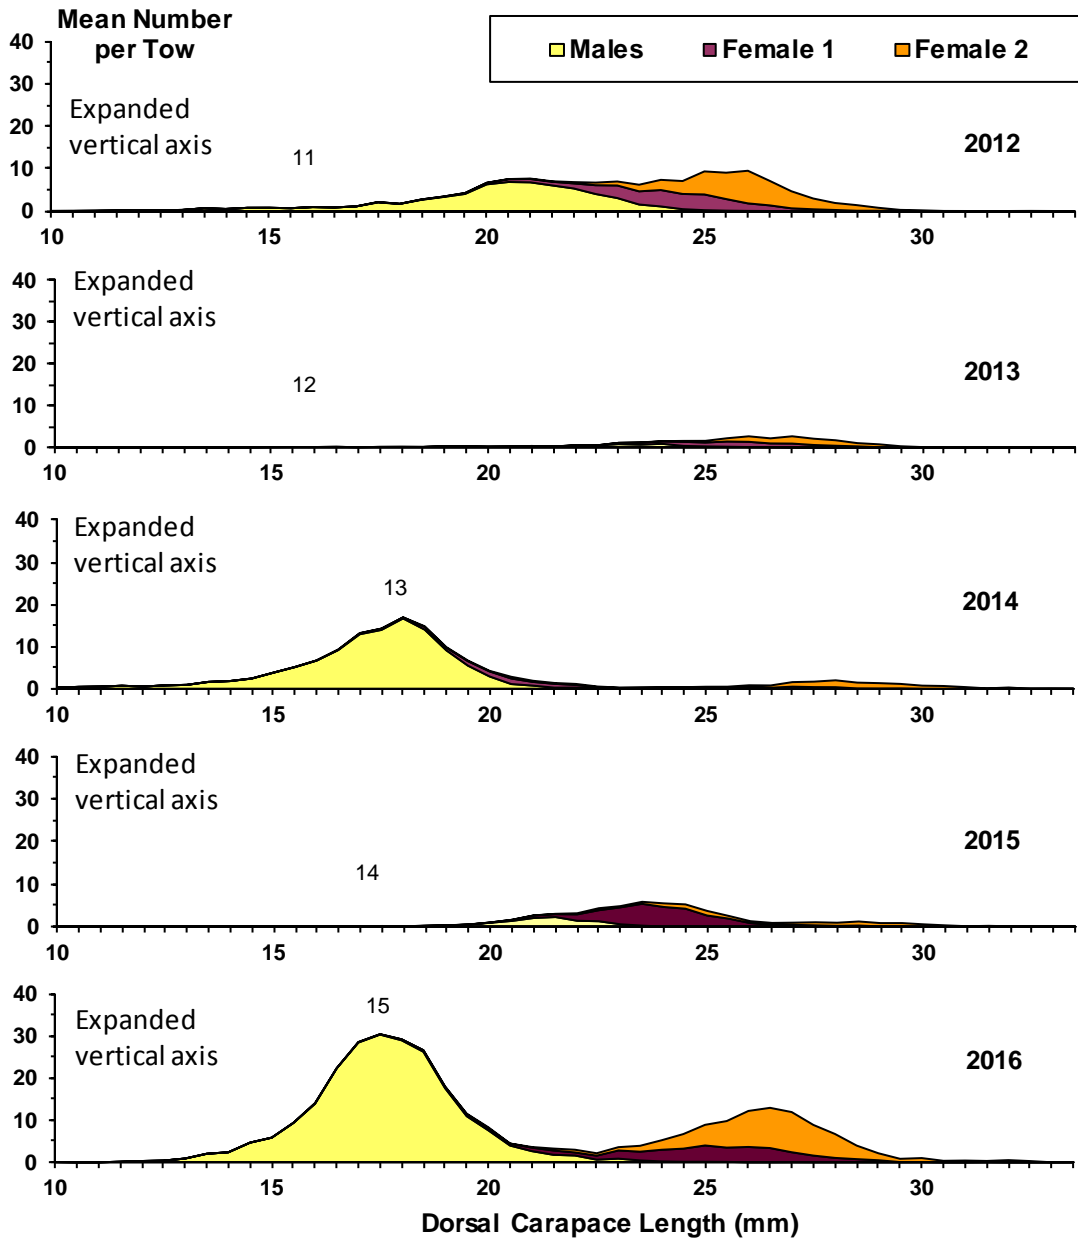 Mean Number
per Tow
Males Female 1 Female 2
40
30
20
10
0
Expanded
vertical axis
11
2012
10 15 20 25 30
40
30
20
10
0
Expanded
vertical axis
12
2013
10 15 20 25 30
40
30
20
10
0
Expanded
vertical axis
13
2014
10 15 20 25 30
40
30
20
10
0
Expanded
vertical axis
14
2015
10 15 20 25 30
40
30
20
10
0
Expanded
vertical axis
15
2016
10 15 20 25 30
Dorsal Carapace Length (mm)